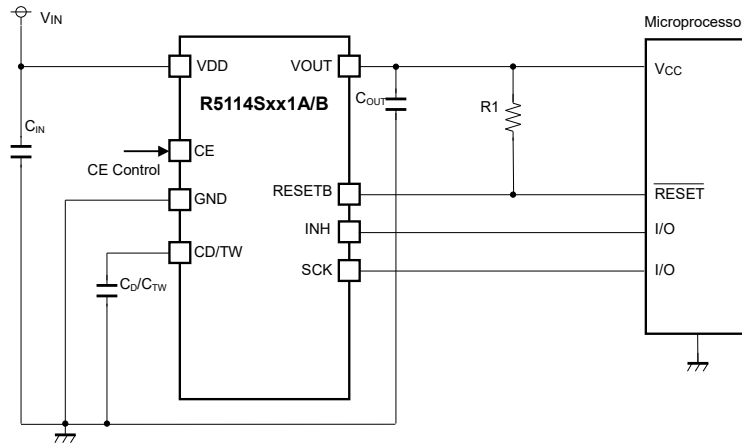 VIN
Microprocesso
VDD
VOUT
VCC
R5114Sxx1A/B
COUT
R1
CIN
CE
CE Control
RESETB
RESET
GND
INH
I/O
CD/TW
SCK
I/O
CD/CTW